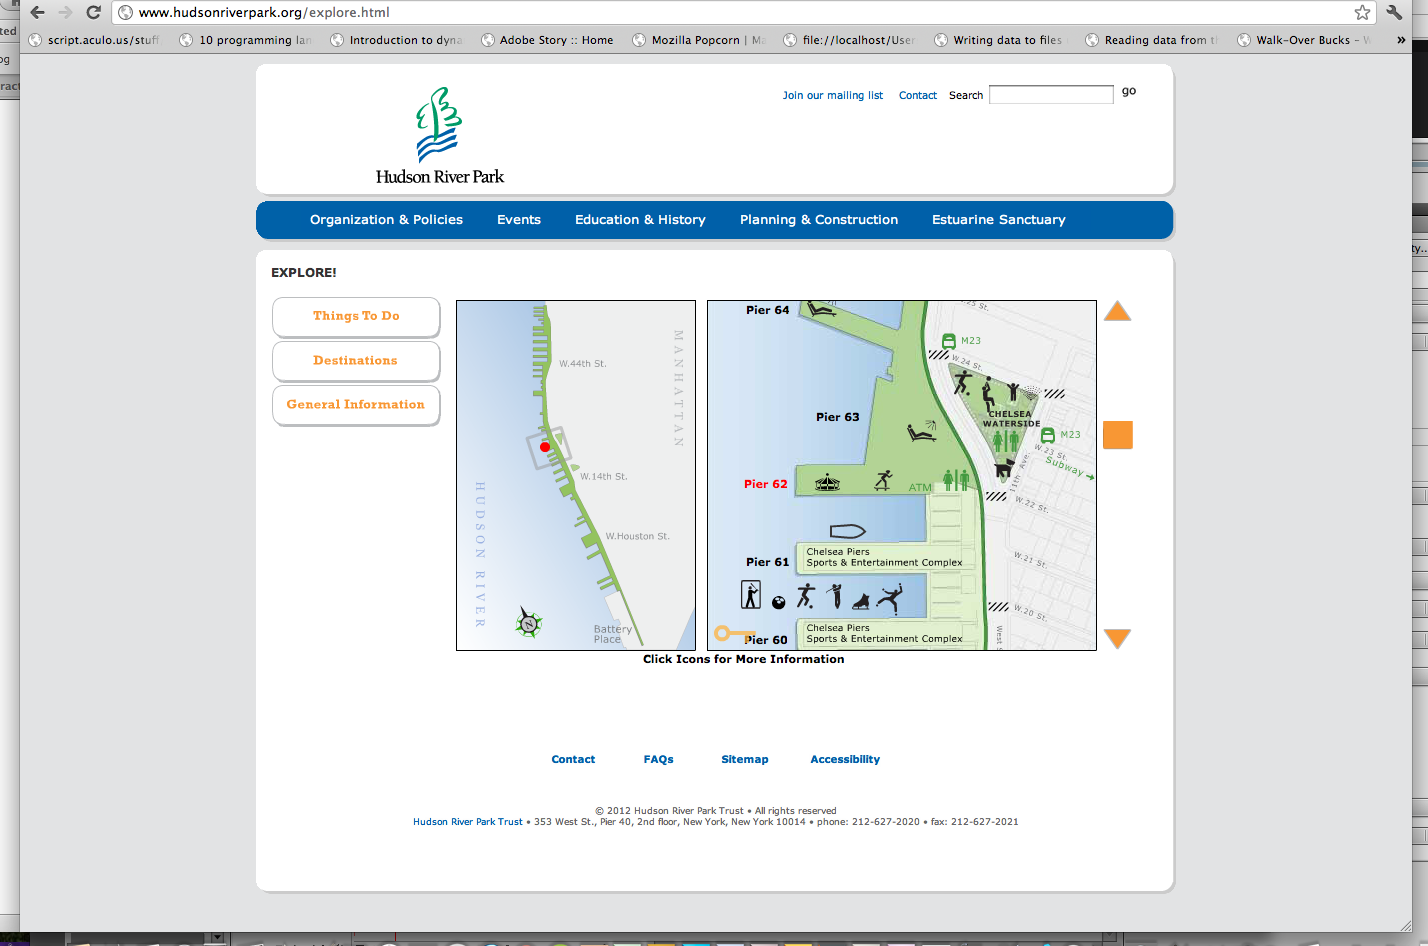 www.hudsonriverpark.org/explore.html
script.aculo.us/stuff
10 programming lan
Introduction to dyna
Adobe Story :: Home
Mozilla Popcorn | Ma
file://localhost/User
Writing data to files
Reading data from t
Walk-Over Bucks - W
»
Join our mailing list
Contact
Search
go
Hudson River Park
Organization & Policies
Events
Education & History
Planning & Construction
Estuarine Sanctuary
EXPLORE!
Things To Do
Destinations
General Information
MANHATTAN
W.44th St.
W.14th St.
W.Houston St.
HUDSON RIVER
N
Battery
Place
Pier 64
W.25 St.
M23
W.24 St.
Pier 63
CHELSEA
WATERSIDE
M23
W.23 St.
Subway
11th Ave.
Pier 62
ATM
W.22 St.
Pier 61
Chelsea Piers
Sports & Entertainment Complex
W.21 St.
W.20 St.
West S
Pier 60
Chelsea Piers
Sports & Entertainment Complex
Click Icons for More Information
Contact
FAQs
Sitemap
Accessibility
© 2012 Hudson River Park Trust • All rights reserved
Hudson River Park Trust • 353 West St., Pier 40, 2nd floor, New York, New York 10014 • phone: 212-627-2020 • fax: 212-627-2021